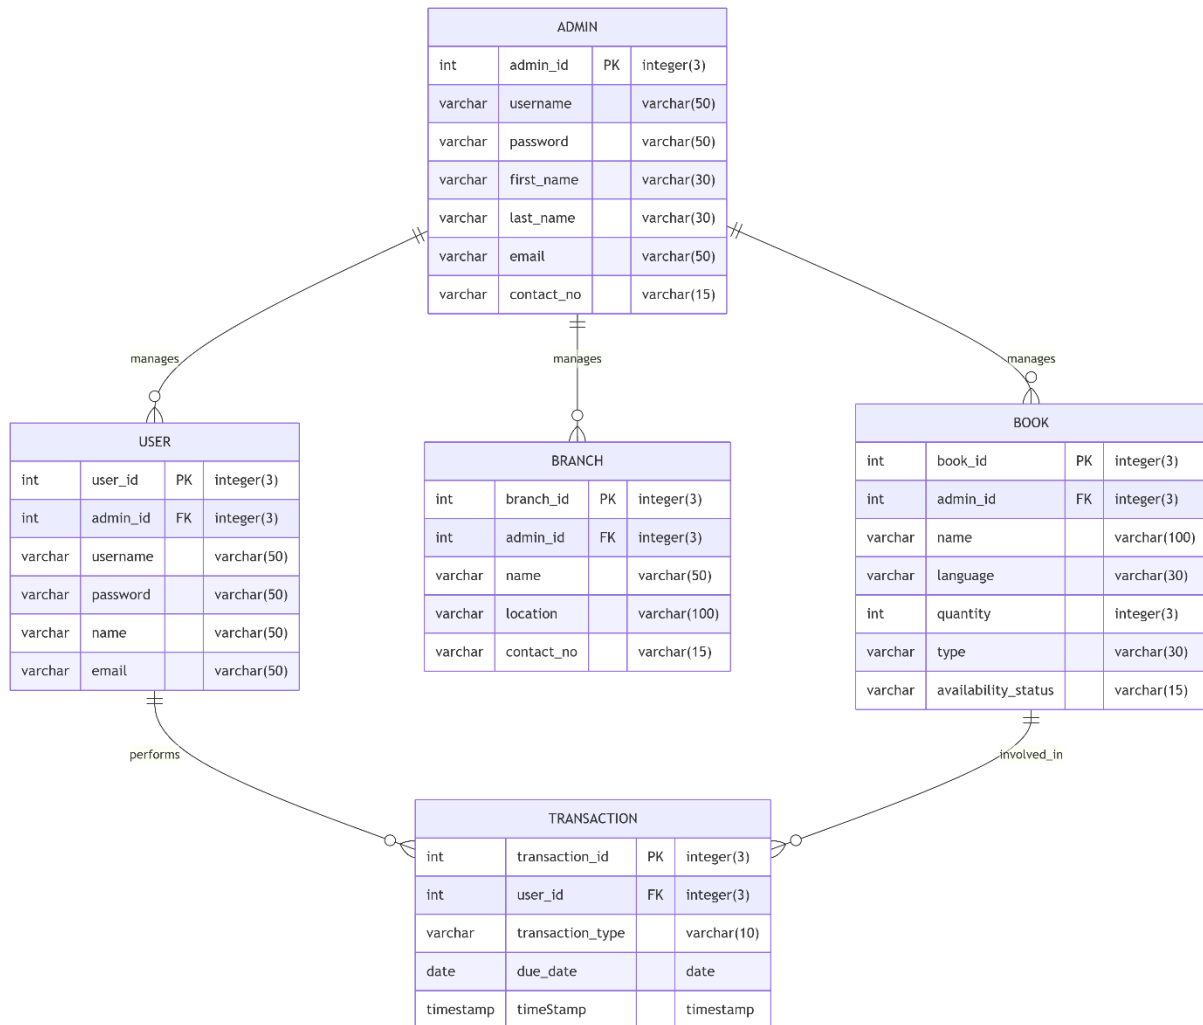 ADMIN
int admin_id PK integer(3)
varchar username varchar(50)
varchar password varchar(50)
varchar first_name varchar(30)
varchar last_name varchar(30)
varchar email varchar(50)
varchar contact_no varchar(15)
manages
manages
manages
USER
int user_id PK integer(3)
int admin_id FK integer(3)
varchar username varchar(50)
varchar password varchar(50)
varchar name varchar(50)
varchar email varchar(50)
BRANCH
int branch_id PK integer(3)
int admin_id FK integer(3)
varchar name varchar(50)
varchar location varchar(100)
varchar contact_no varchar(15)
BOOK
int book_id PK integer(3)
int admin_id FK integer(3)
varchar name varchar(100)
varchar language varchar(30)
int quantity integer(3)
varchar type varchar(30)
varchar availability_status varchar(15)
performs
involved_in
TRANSACTION
int transaction_id PK integer(3)
int user_id FK integer(3)
varchar transaction_type varchar(10)
date due_date date
timestamp timeStamp timestamp